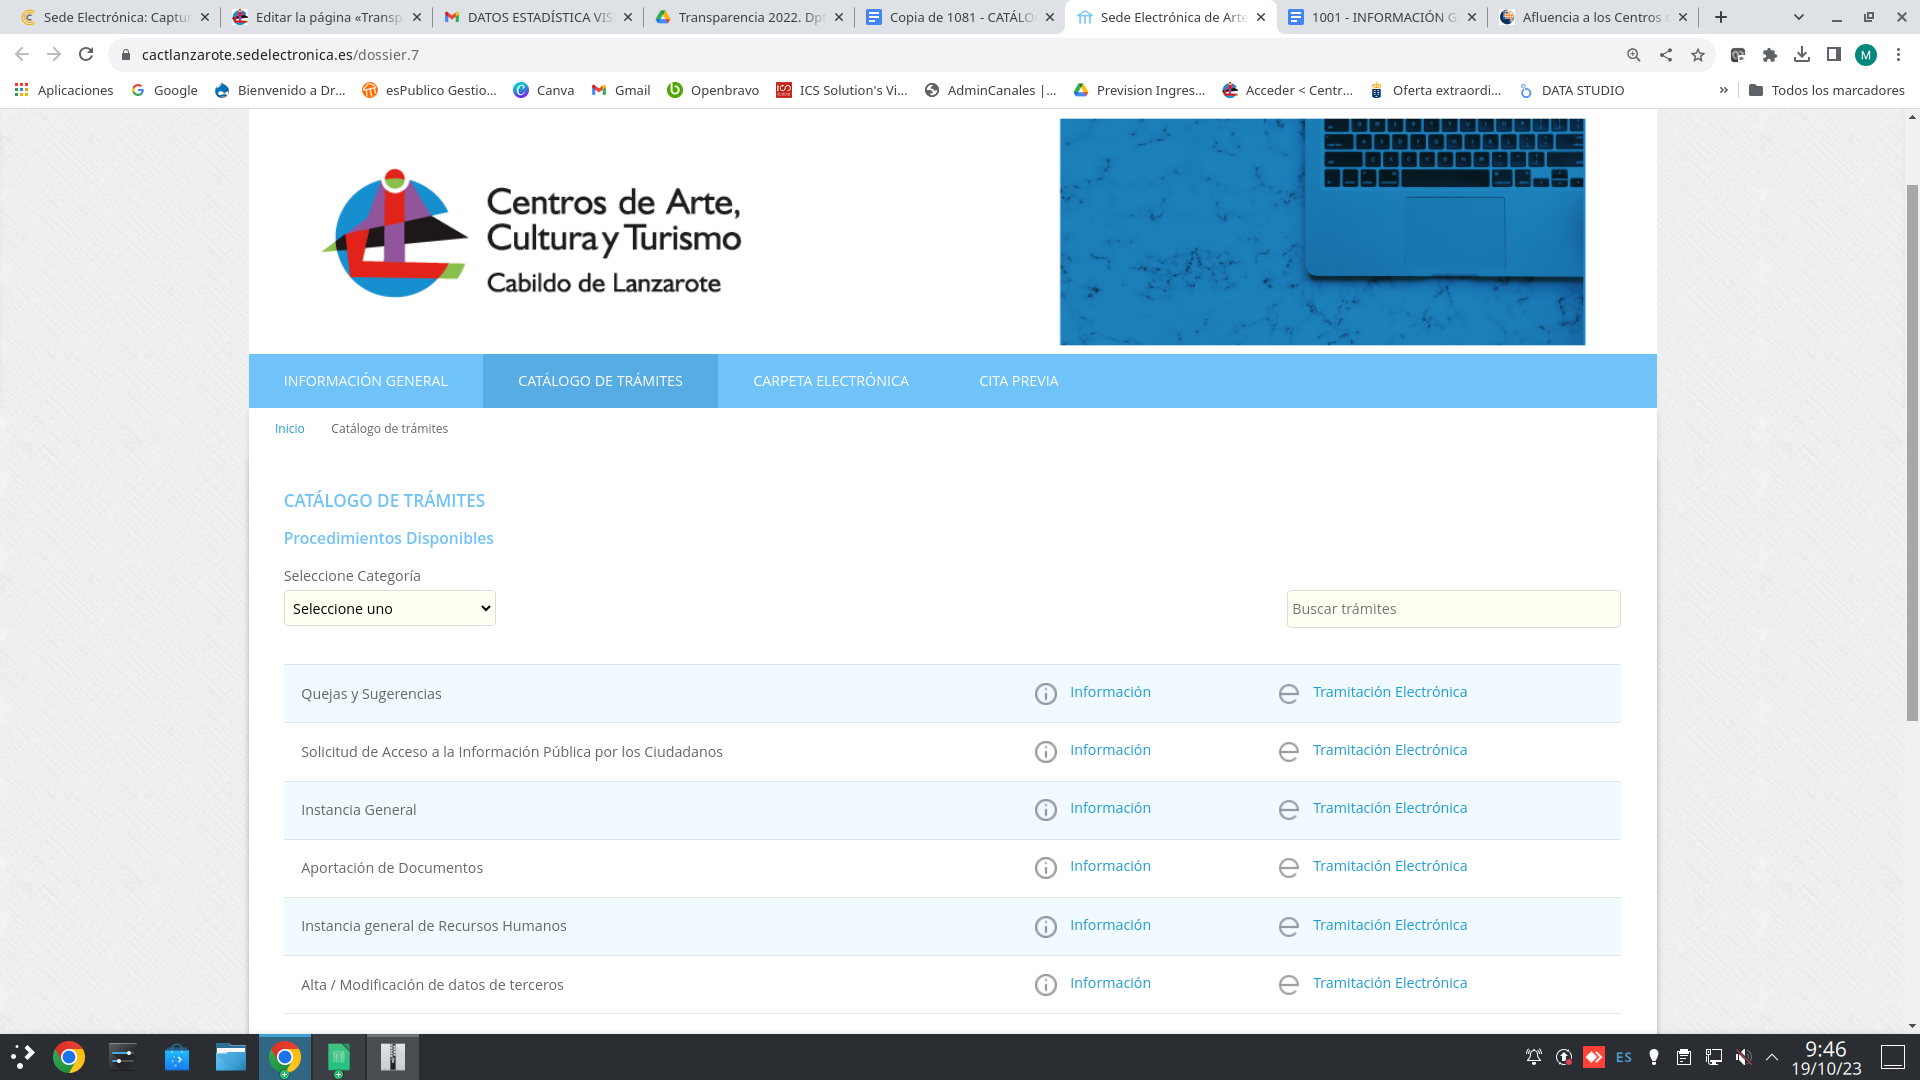 Sede Electrónica: Captur
Editar la página «Transp
DATOS ESTADÍSTICA VIS
Transparencia 2022. Dpt
Copia de 1081 - CATÁLO
Sede Electrónica de Arte
1001 - INFORMACIÓN G
Afluencia a los Centros d
cactlanzarote.sedelectronica.es/dossier.7
M
Aplicaciones
Google
Bienvenido a Dr...
esPublico Gestio...
Canva
Gmail
Openbravo
ICS Solution's Vi...
AdminCanales |...
Prevision Ingres...
Acceder < Centr...
Oferta extraordi...
DATA STUDIO
»
Todos los marcadores
Centros de Arte,
Cultura y Turismo
Cabildo de Lanzarote
INFORMACIÓN GENERAL
CATÁLOGO DE TRÁMITES
CARPETA ELECTRÓNICA
CITA PREVIA
Inicio
Catálogo de trámites
CATÁLOGO DE TRÁMITES
Procedimientos Disponibles
Seleccione Categoría
Seleccione uno
Buscar trámites
Quejas y Sugerencias
Información
Tramitación Electrónica
Solicitud de Acceso a la Información Pública por los Ciudadanos
Información
Tramitación Electrónica
Instancia General
Información
Tramitación Electrónica
Aportación de Documentos
Información
Tramitación Electrónica
Instancia general de Recursos Humanos
Información
Tramitación Electrónica
Alta / Modificación de datos de terceros
Información
Tramitación Electrónica
ES
9:46
19/10/23